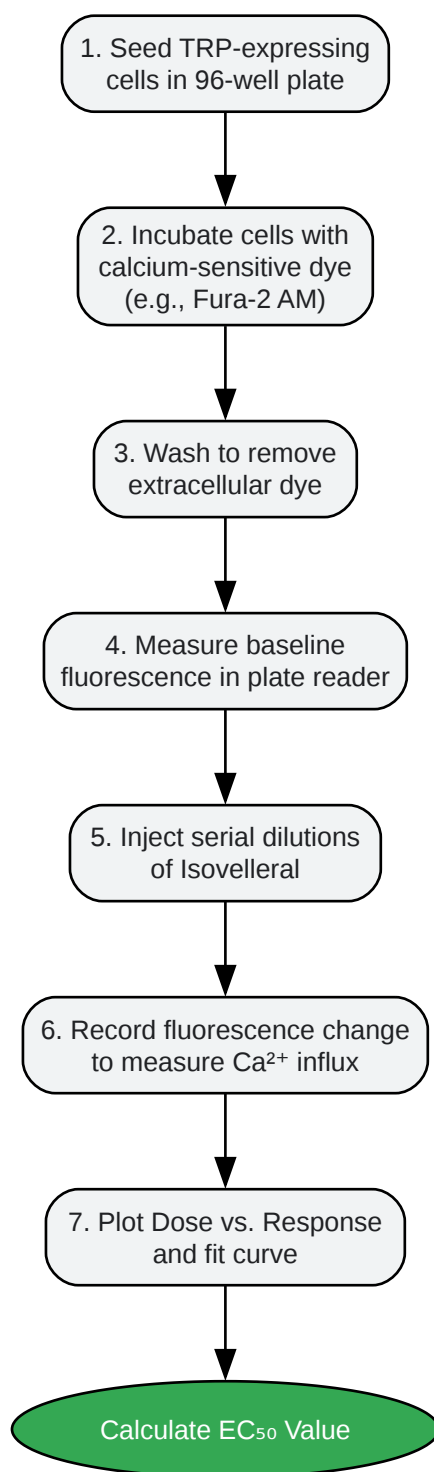 1. Seed TRP-expressing
cells in 96-well plate
2. Incubate cells with
calcium-sensitive dye
(e.g., Fura-2 AM)
3. Wash to remove
extracellular dye
4. Measure baseline
fluorescence in plate reader
5. Inject serial dilutions
of Isovelleral
6. Record fluorescence change
to measure Ca²⁺ influx
7. Plot Dose vs. Response
and fit curve
Calculate EC₅₀ Value